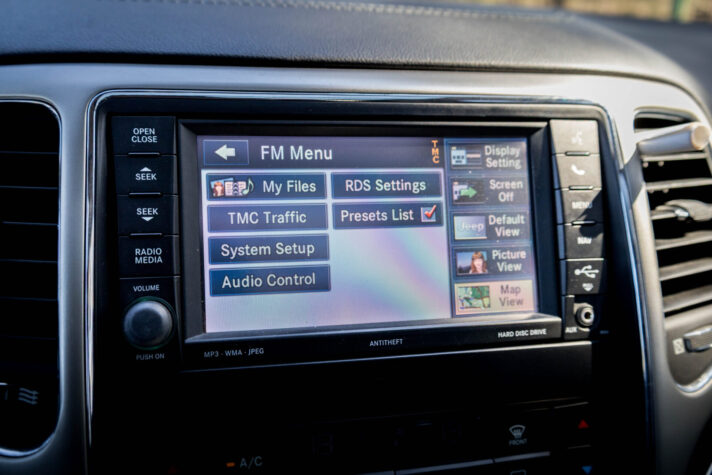 OPEN
CLOSE
SEEK
SEEK
RADIO
MEDIA
VOLUME
PUSH ON
FM Menu
TMC
My Files
RDS Settings
TMC Traffic
Presets List
System Setup
Audio Control
Display
Setting
Screen
Off
Jeep
Default
View
Picture
View
Map
View
MENU
NAV
AUX
MP3 - WMA - JPEG
ANTITHEFT
HARD DISC DRIVE
A/C
FRONT